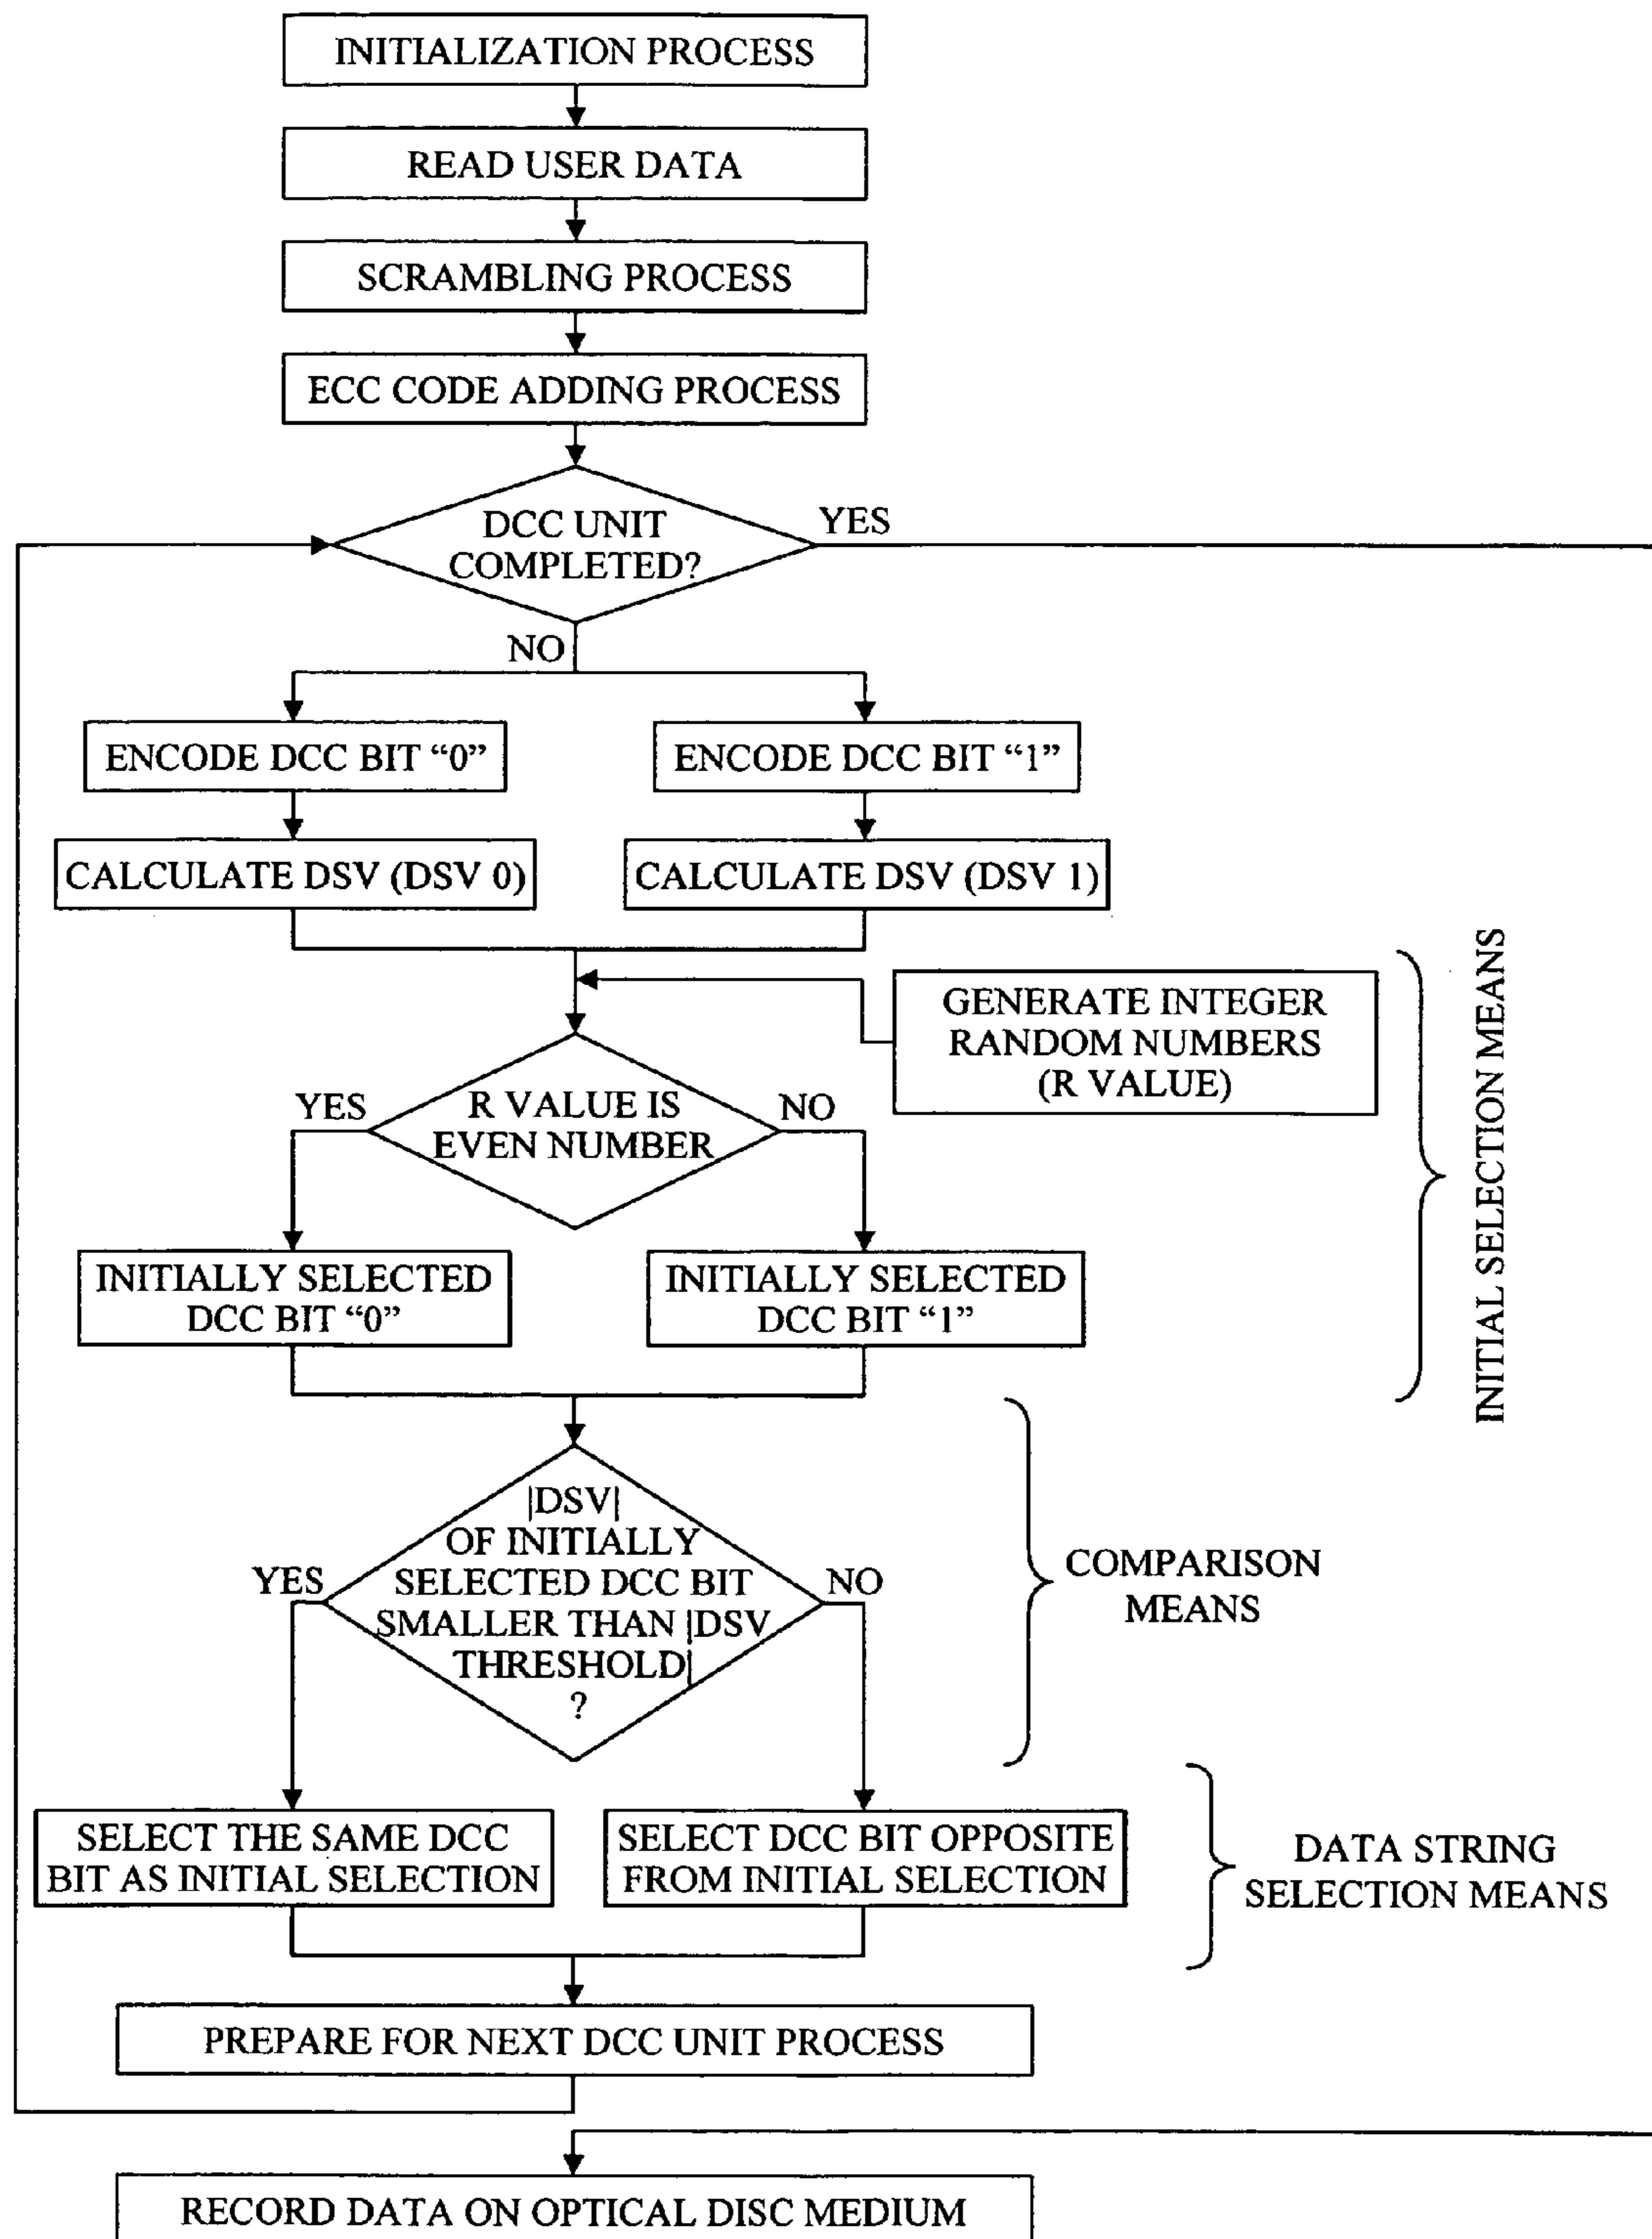 INITIALIZATION PROCESS
READ USER DATA
SCRAMBLING PROCESS
ECC CODE ADDING PROCESS
DCC UNIT
COMPLETED?
YES
NO
ENCODE DCC BIT “0”
ENCODE DCC BIT “1”
CALCULATE DSV (DSV 0)
CALCULATE DSV (DSV 1)
GENERATE INTEGER
RANDOM NUMBERS
(R VALUE)
YES
R VALUE IS
EVEN NUMBER
NO
INITIALLY SELECTED
DCC BIT “0”
INITIALLY SELECTED
DCC BIT “1”
INITIAL SELECTION MEANS
|DSV|
OF INITIALLY
SELECTED DCC BIT
SMALLER THAN |DSV
THRESHOLD|
?
YES
NO
COMPARISON
MEANS
SELECT THE SAME DCC
BIT AS INITIAL SELECTION
SELECT DCC BIT OPPOSITE
FROM INITIAL SELECTION
DATA STRING
SELECTION MEANS
PREPARE FOR NEXT DCC UNIT PROCESS
RECORD DATA ON OPTICAL DISC MEDIUM